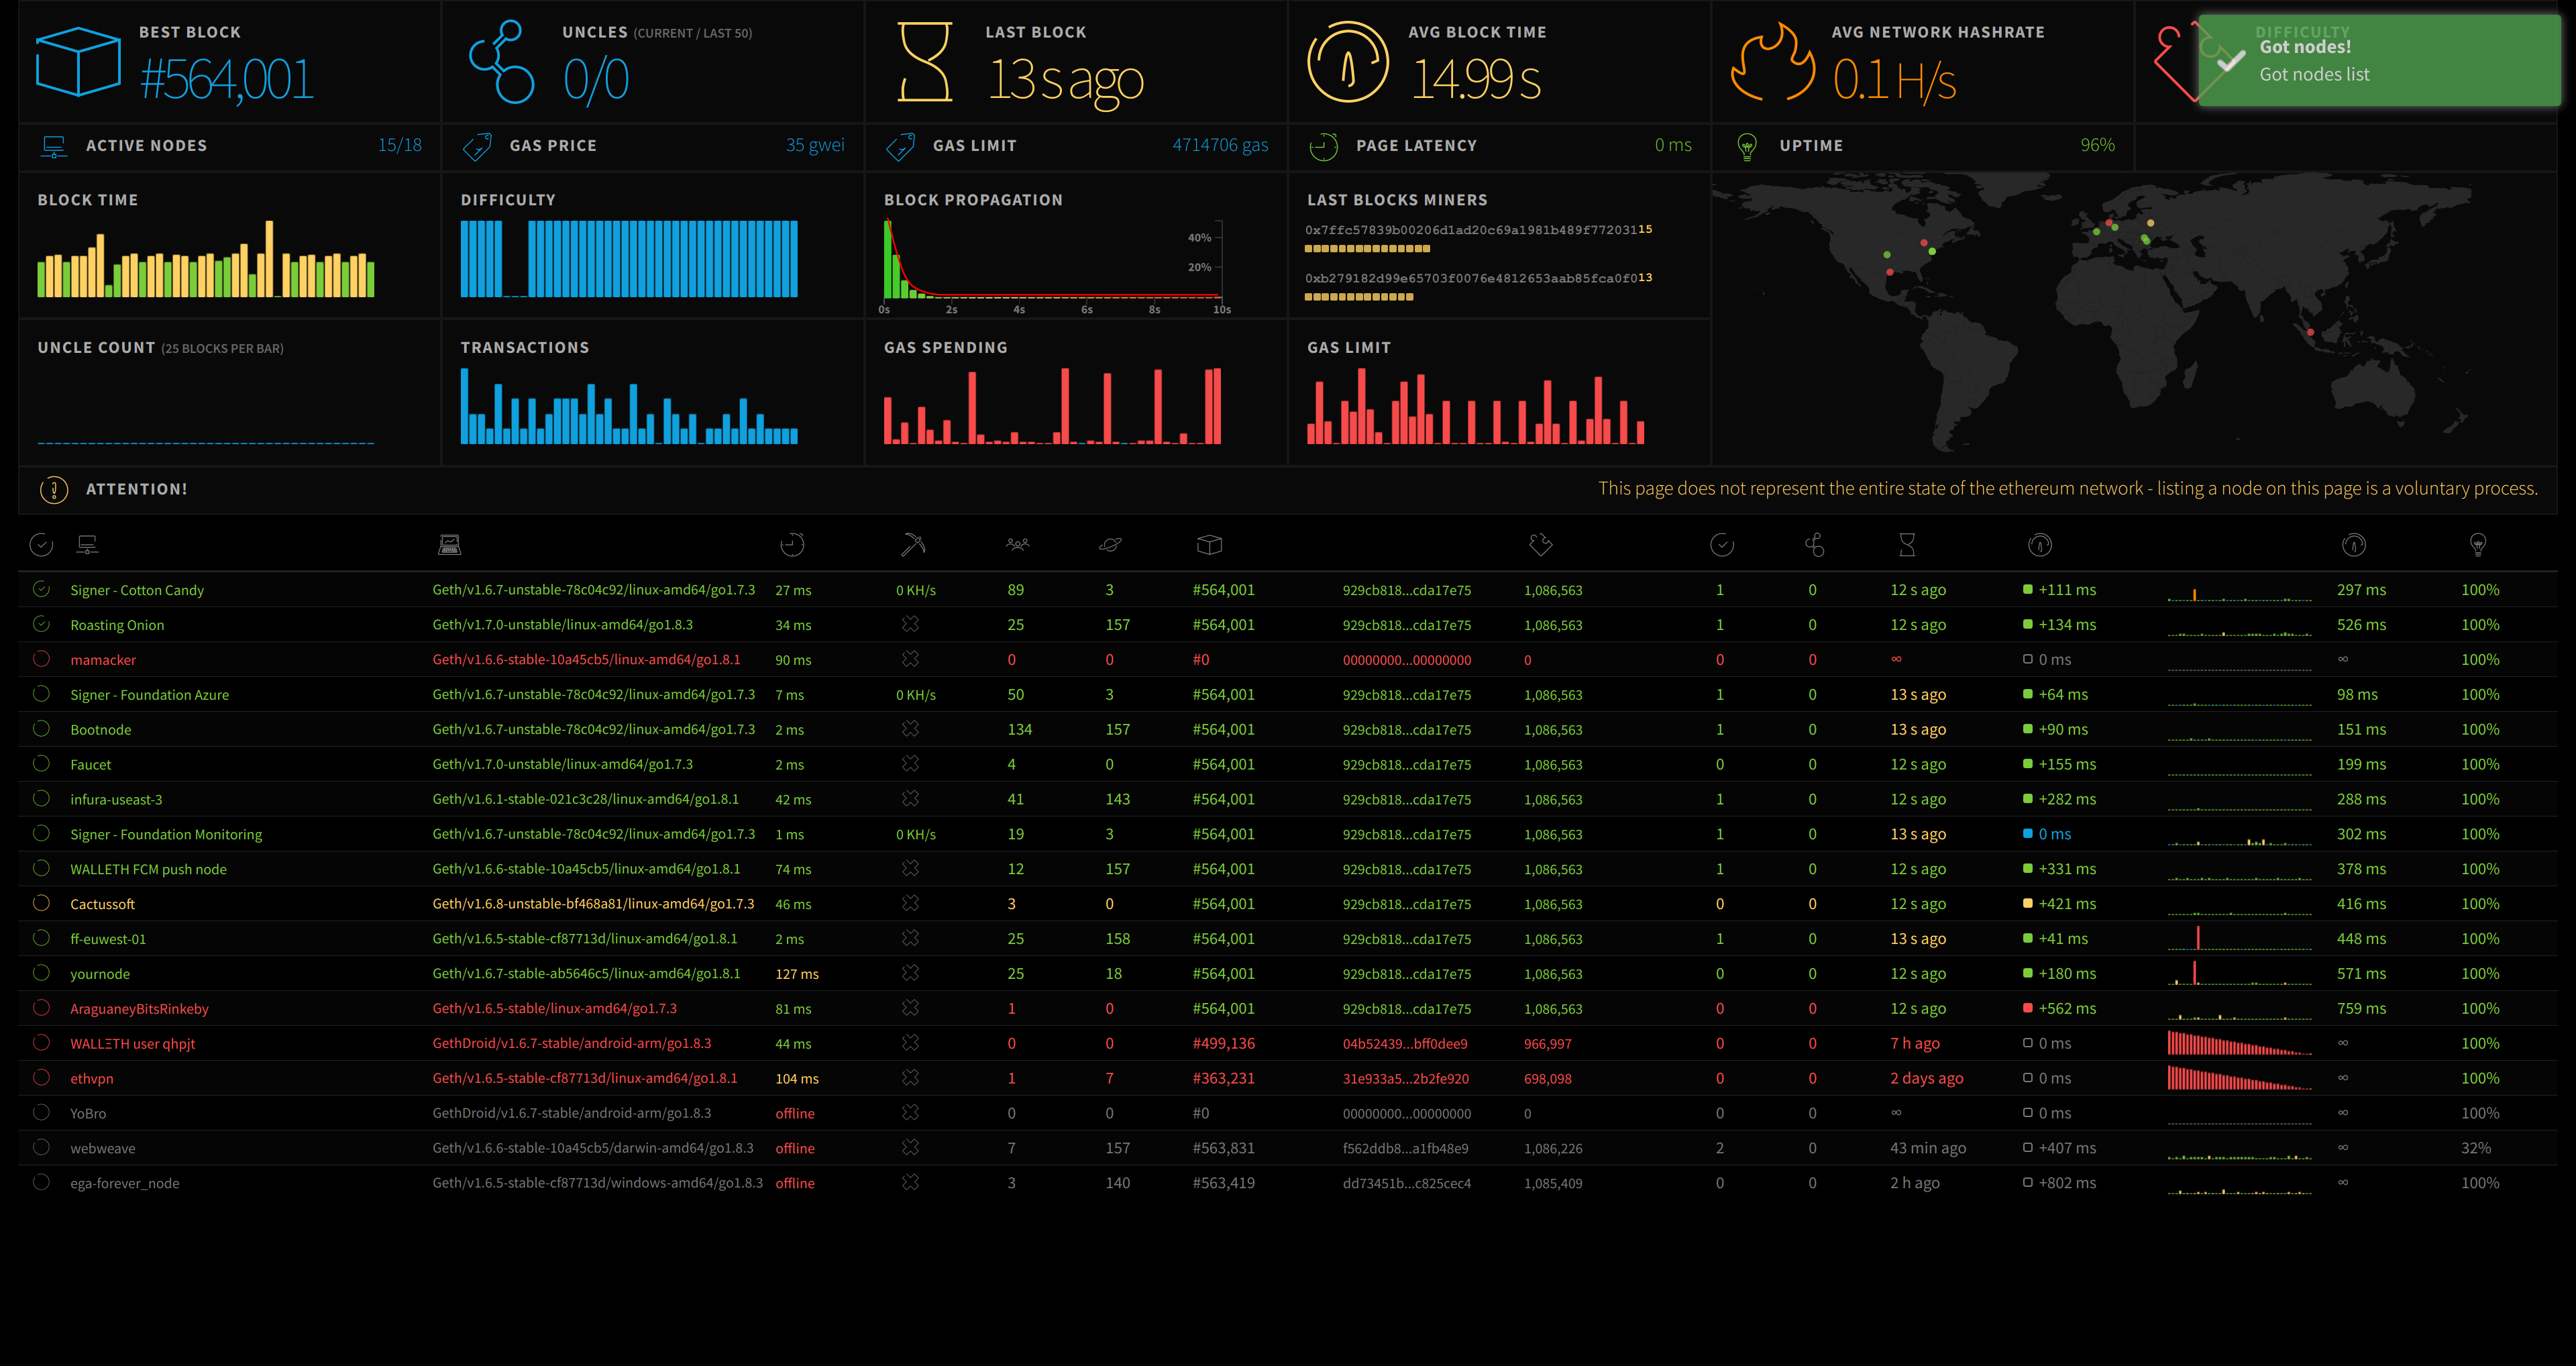 BEST BLOCK
#564,001
UNCLES (CURRENT / LAST 50)
0/0
LAST BLOCK
13 s ago
AVG BLOCK TIME
14.99 s
AVG NETWORK HASHRATE
0.1 H/s
DIFFICULTY
Got nodes!
Got nodes list
ACTIVE NODES 15/18
GAS PRICE 35 gwei
GAS LIMIT 4714706 gas
PAGE LATENCY 0 ms
UPTIME 96%
BLOCK TIME
DIFFICULTY
BLOCK PROPAGATION
40%
20%
0s 2s 4s 6s 8s 10s
LAST BLOCKS MINERS
0x7ffc57839b00206d1ad20c69a1981b489f772031 15
0xb279182d99e65703f0076e4812653aab85fca0f0 13
UNCLE COUNT (25 BLOCKS PER BAR)
TRANSACTIONS
GAS SPENDING
GAS LIMIT
ATTENTION!
This page does not represent the entire state of the ethereum network - listing a node on this page is a voluntary process.
Signer - Cotton Candy Geth/v1.6.7-unstable-78c04c92/linux-amd64/go1.7.3 27 ms 0 KH/s 89 3 #564,001 929cb818...cda17e75 1,086,563 1 0 12 s ago +111 ms 297 ms 100%
Roasting Onion Geth/v1.7.0-unstable/linux-amd64/go1.8.3 34 ms 25 157 #564,001 929cb818...cda17e75 1,086,563 1 0 12 s ago +134 ms 526 ms 100%
mamacker Geth/v1.6.6-stable-10a45cb5/linux-amd64/go1.8.1 90 ms 0 0 #0 00000000...00000000 0 0 0 ∞ 0 ms ∞ 100%
Signer - Foundation Azure Geth/v1.6.7-unstable-78c04c92/linux-amd64/go1.7.3 7 ms 0 KH/s 50 3 #564,001 929cb818...cda17e75 1,086,563 1 0 13 s ago +64 ms 98 ms 100%
Bootnode Geth/v1.6.7-unstable-78c04c92/linux-amd64/go1.7.3 2 ms 134 157 #564,001 929cb818...cda17e75 1,086,563 1 0 13 s ago +90 ms 151 ms 100%
Faucet Geth/v1.7.0-unstable/linux-amd64/go1.7.3 2 ms 4 0 #564,001 929cb818...cda17e75 1,086,563 0 0 12 s ago +155 ms 199 ms 100%
infura-useast-3 Geth/v1.6.1-stable-021c3c28/linux-amd64/go1.8.1 42 ms 41 143 #564,001 929cb818...cda17e75 1,086,563 1 0 12 s ago +282 ms 288 ms 100%
Signer - Foundation Monitoring Geth/v1.6.7-unstable-78c04c92/linux-amd64/go1.7.3 1 ms 0 KH/s 19 3 #564,001 929cb818...cda17e75 1,086,563 1 0 13 s ago 0 ms 302 ms 100%
WALLETH FCM push node Geth/v1.6.6-stable-10a45cb5/linux-amd64/go1.8.1 74 ms 12 157 #564,001 929cb818...cda17e75 1,086,563 1 0 12 s ago +331 ms 378 ms 100%
Cactussoft Geth/v1.6.8-unstable-bf468a81/linux-amd64/go1.7.3 46 ms 3 0 #564,001 929cb818...cda17e75 1,086,563 0 0 12 s ago +421 ms 416 ms 100%
ff-euwest-01 Geth/v1.6.5-stable-cf87713d/linux-amd64/go1.8.1 2 ms 25 158 #564,001 929cb818...cda17e75 1,086,563 1 0 13 s ago +41 ms 448 ms 100%
yournode Geth/v1.6.7-stable-ab5646c5/linux-amd64/go1.8.1 127 ms 25 18 #564,001 929cb818...cda17e75 1,086,563 0 0 12 s ago +180 ms 571 ms 100%
AraguaneyBitsRinkeby Geth/v1.6.5-stable/linux-amd64/go1.7.3 81 ms 1 0 #564,001 929cb818...cda17e75 1,086,563 0 0 12 s ago +562 ms 759 ms 100%
WALLΞTH user qhpjt GethDroid/v1.6.7-stable/android-arm/go1.8.3 44 ms 0 0 #499,136 04b52439...bff0dee9 966,997 0 0 7 h ago 0 ms ∞ 100%
ethvpn Geth/v1.6.5-stable-cf87713d/linux-amd64/go1.8.1 104 ms 1 7 #363,231 31e933a5...2b2fe920 698,098 0 0 2 days ago 0 ms ∞ 100%
YoBro GethDroid/v1.6.7-stable/android-arm/go1.8.3 offline 0 0 #0 00000000...00000000 0 0 0 ∞ 0 ms ∞ 100%
webweave Geth/v1.6.6-stable-10a45cb5/darwin-amd64/go1.8.3 offline 7 157 #563,831 f562ddb8...a1fb48e9 1,086,226 2 0 43 min ago +407 ms ∞ 32%
ega-forever_node Geth/v1.6.5-stable-cf87713d/windows-amd64/go1.8.3 offline 3 140 #563,419 dd73451b...c825cec4 1,085,409 0 0 2 h ago +802 ms ∞ 100%